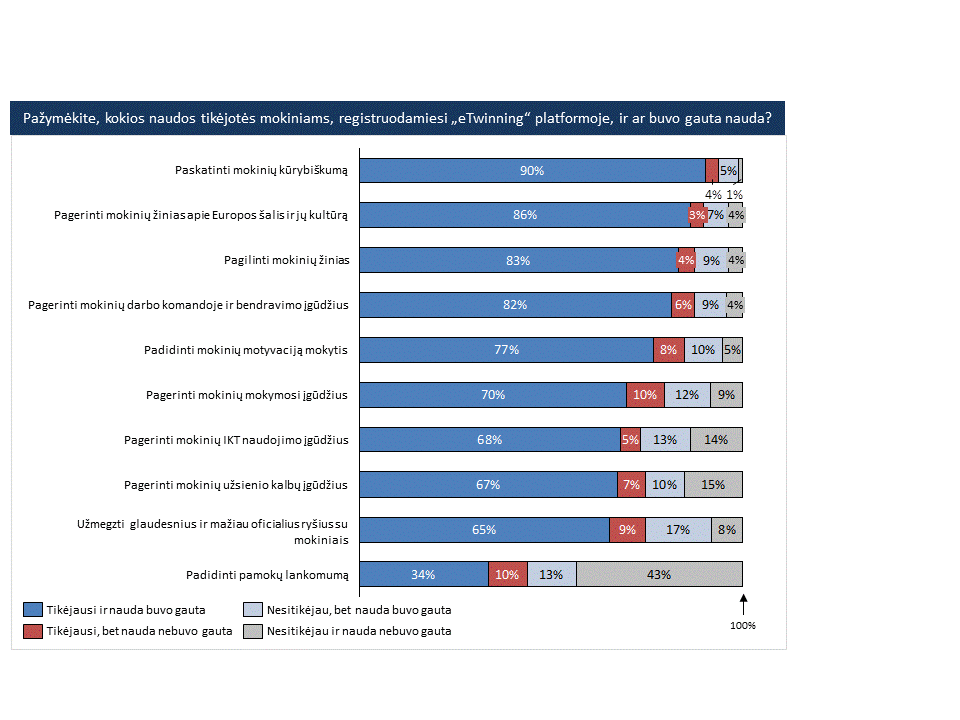 Pažymėkite, kokios naudos tikėjotės mokiniams, registruodamiesi „eTwinning“ platformoje, ir ar buvo gauta nauda?
Paskatinti mokinių kūrybiškumą
90%
5%
4%
1%
Pagerinti mokinių žinias apie Europos šalis ir jų kultūrą
86%
3%
7%
4%
Pagilinti mokinių žinias
83%
4%
9%
4%
Pagerinti mokinių darbo komandoje ir bendravimo įgūdžius
82%
6%
9%
4%
Padidinti mokinių motyvaciją mokytis
77%
8%
10%
5%
Pagerinti mokinių mokymosi įgūdžius
70%
10%
12%
9%
Pagerinti mokinių IKT naudojimo įgūdžius
68%
5%
13%
14%
Pagerinti mokinių užsienio kalbų įgūdžius
67%
7%
10%
15%
Užmegzti glaudesnius ir mažiau oficialius ryšius su
mokiniais
65%
9%
17%
8%
Padidinti pamokų lankomumą
34%
10%
13%
43%
Tikėjausi ir nauda buvo gauta
Nesitikėjau, bet nauda buvo gauta
Tikėjausi, bet nauda nebuvo gauta
Nesitikėjau ir nauda nebuvo gauta
100%